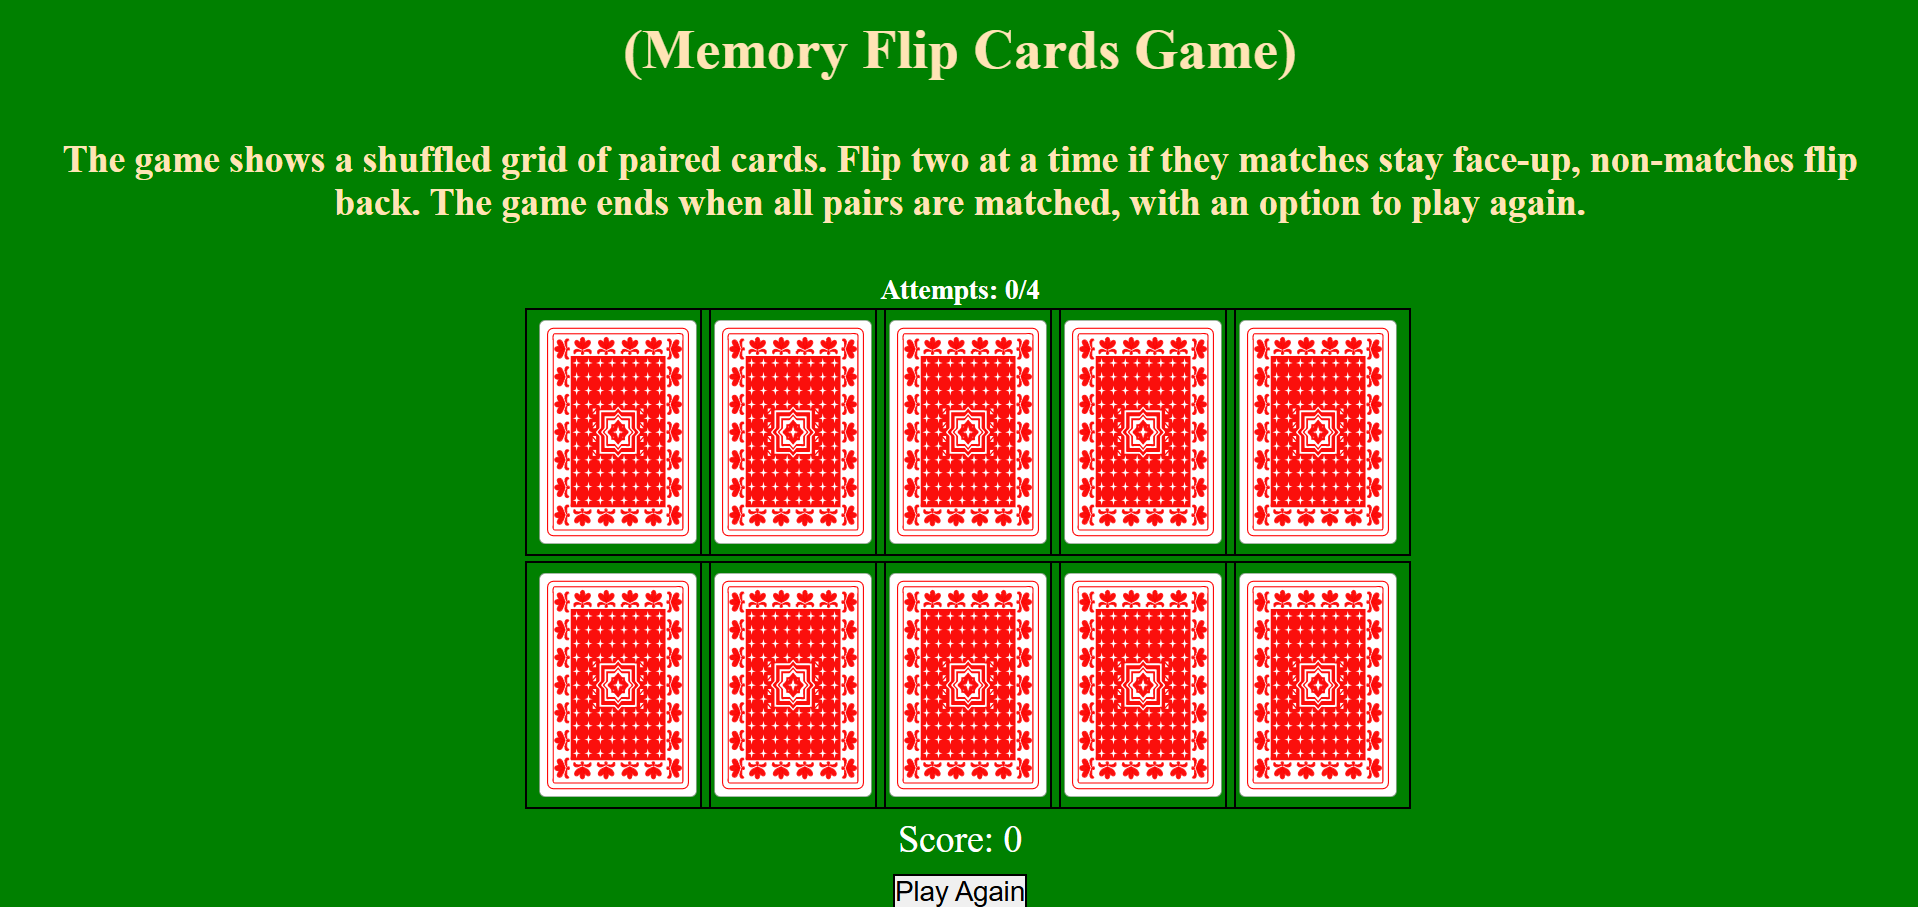 (Memory Flip Cards Game)
The game shows a shuffled grid of paired cards. Flip two at a time if they matches stay face-up, non-matches flip
back. The game ends when all pairs are matched, with an option to play again.
Attempts: 0/4
Score: 0
Play Again